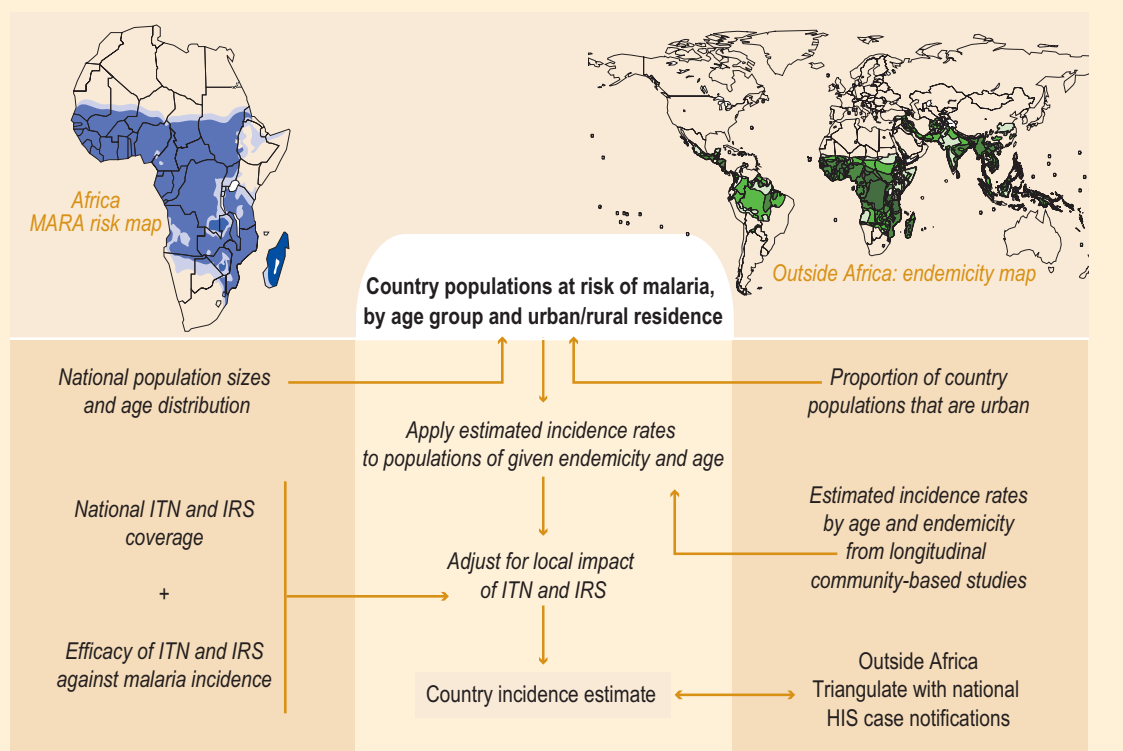 Africa
MARA risk map
Outside Africa: endemicity map
Country populations at risk of malaria,
by age group and urban/rural residence
National population sizes
and age distribution
Proportion of country
populations that are urban
Apply estimated incidence rates
to populations of given endemicity and age
National ITN and IRS
coverage
+
Efficacy of ITN and IRS
against malaria incidence
Estimated incidence rates
by age and endemicity
from longitudinal
community-based studies
Adjust for local impact
of ITN and IRS
Country incidence estimate
Outside Africa
Triangulate with national
HIS case notifications